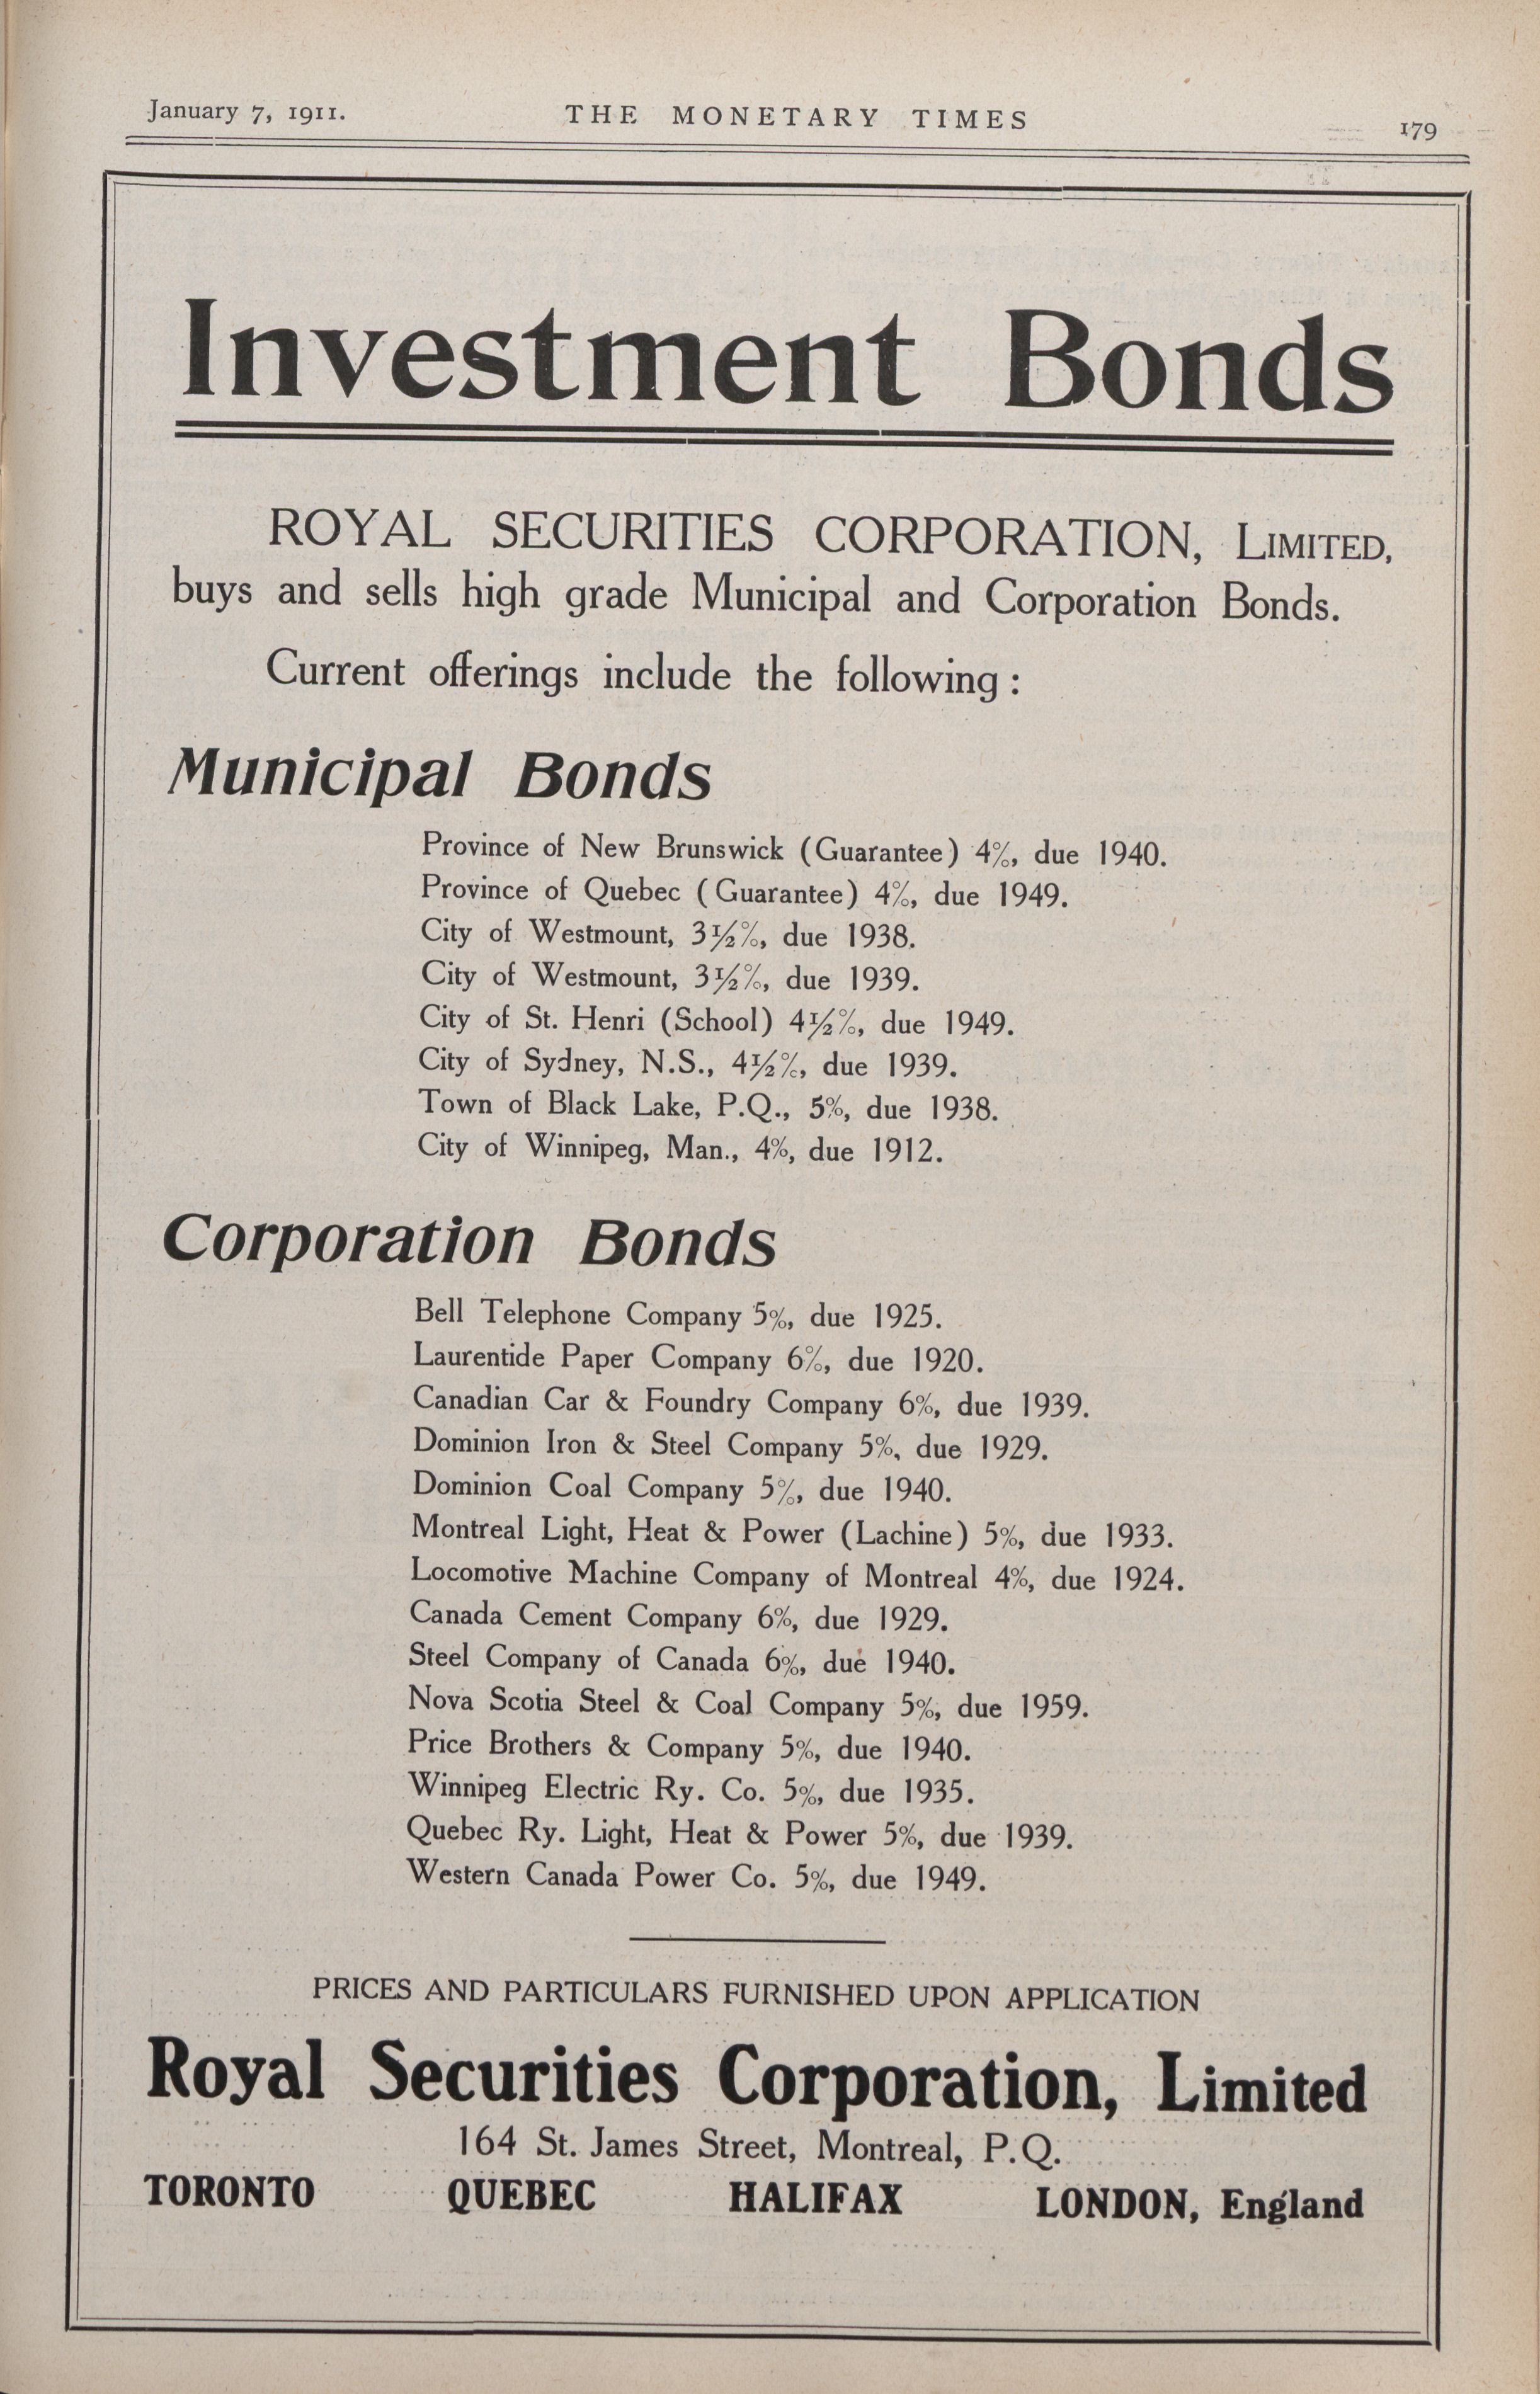 January 7, 1911.
THE MONETARY TIMES
179
Investment Bonds
ROYAL SECURITIES CORPORATION, LIMITED,
buys and sells high grade Municipal and Corporation Bonds.
Current offerings include the following :
Municipal Bonds
Province of New Brunswick (Guarantee) 4%, due 1940.
Province of Quebec (Guarantee) 4%, due 1949.
City of Westmount, 3½%, due 1938.
City of Westmount, 3½%, due 1939.
City of St. Henri (School) 4½%, due 1949.
City of Sydney, N.S., 4½%, due 1939.
Town of Black Lake, P.Q., 5%, due 1938.
City of Winnipeg, Man., 4%, due 1912.
Corporation Bonds
Bell Telephone Company 5%, due 1925.
Laurentide Paper Company 6%, due 1920.
Canadian Car & Foundry Company 6%, due 1939.
Dominion Iron & Steel Company 5%, due 1929.
Dominion Coal Company 5%, due 1940.
Montreal Light, Heat & Power (Lachine) 5%, due 1933.
Locomotive Machine Company of Montreal 4%, due 1924.
Canada Cement Company 6%, due 1929.
Steel Company of Canada 6%, due 1940.
Nova Scotia Steel & Coal Company 5%, due 1959.
Price Brothers & Company 5%, due 1940.
Winnipeg Electric Ry. Co. 5%, due 1935.
Quebec Ry. Light, Heat & Power 5%, due 1939.
Western Canada Power Co. 5%, due 1949.
PRICES AND PARTICULARS FURNISHED UPON APPLICATION
Royal Securities Corporation, Limited
164 St. James Street, Montreal, P.Q.
TORONTO QUEBEC HALIFAX LONDON, England